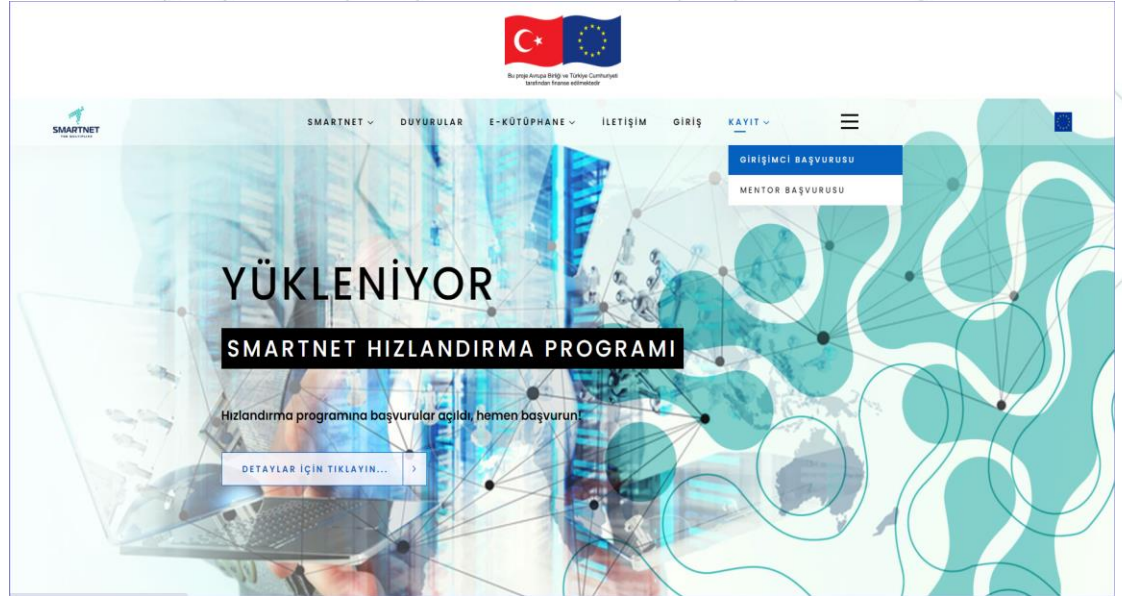 Bu proje Avrupa Birliği ve Türkiye Cumhuriyeti
tarafından finanse edilmektedir
SMARTNET
SMARTNET DUYURULAR E-KÜTÜPHANE İLETİŞİM GİRİŞ KAYIT
GİRİŞİMCİ BAŞVURUSU
MENTOR BAŞVURUSU
YÜKLENİYOR
SMARTNET HIZLANDIRMA PROGRAMI
Hızlandırma programına başvurular açıldı, hemen başvurun!
DETAYLAR İÇİN TIKLAYIN...